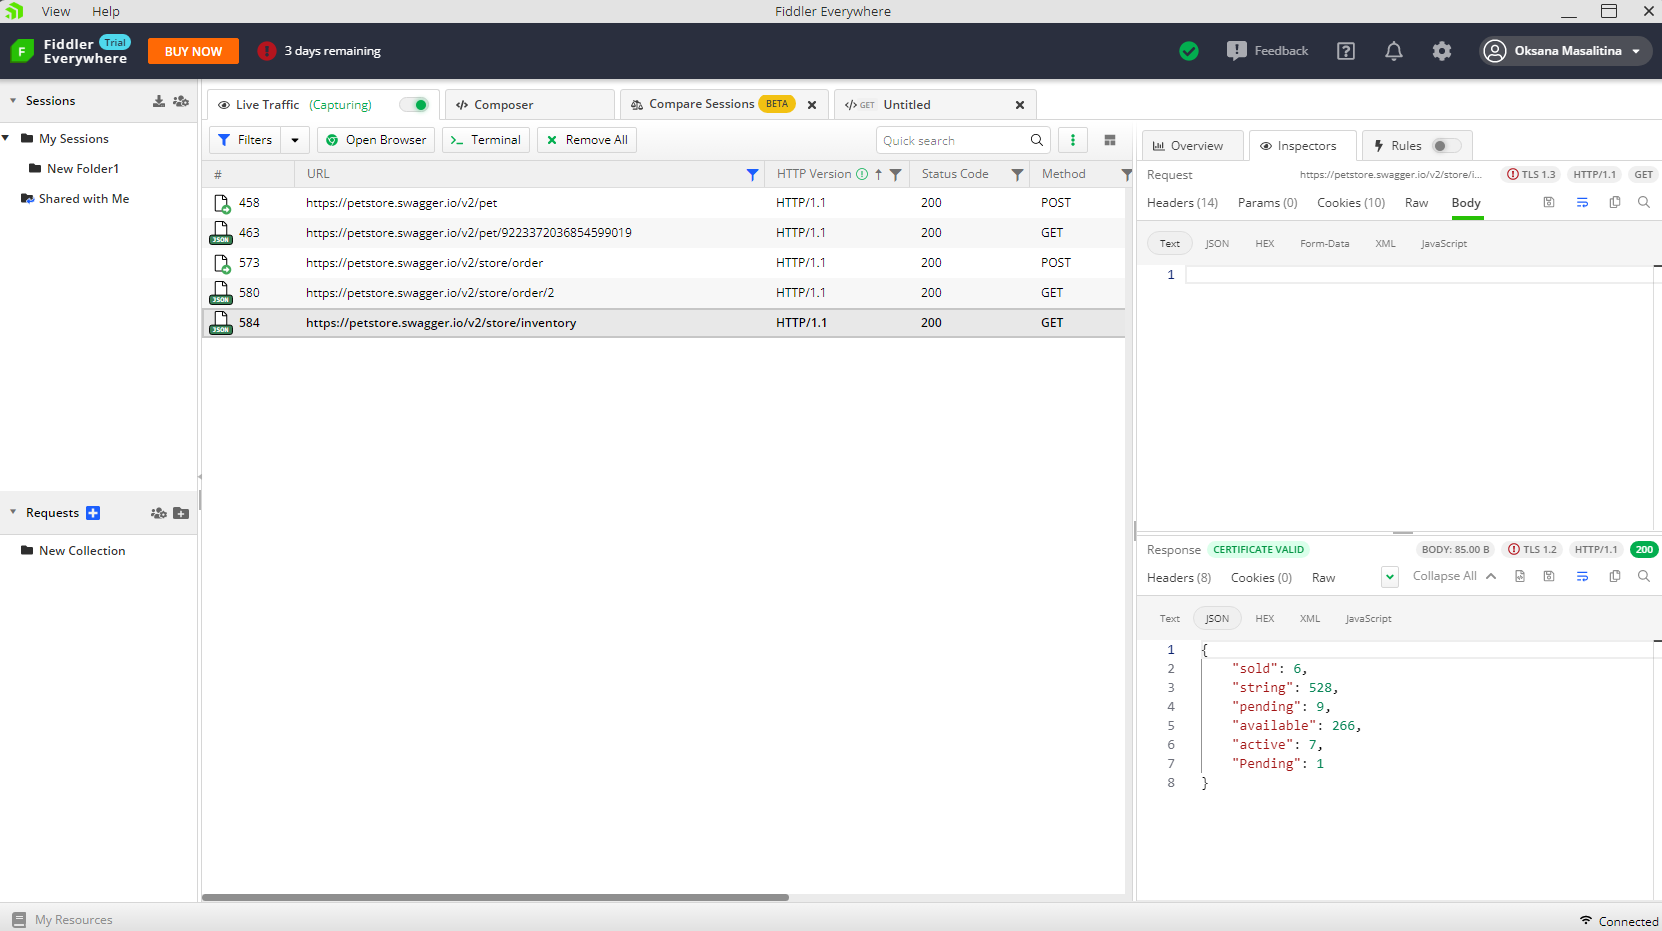 View Help Fiddler Everywhere
Fiddler Everywhere Trial BUY NOW 3 days remaining Feedback Oksana Masalitina
Sessions
My Sessions
New Folder1
Shared with Me
Requests
New Collection
Live Traffic (Capturing) Composer Compare Sessions BETA GET Untitled
Filters Open Browser Terminal Remove All Quick search
# URL HTTP Version Status Code Method
458 https://petstore.swagger.io/v2/pet HTTP/1.1 200 POST
JSON 463 https://petstore.swagger.io/v2/pet/9223372036854599019 HTTP/1.1 200 GET
573 https://petstore.swagger.io/v2/store/order HTTP/1.1 200 POST
JSON 580 https://petstore.swagger.io/v2/store/order/2 HTTP/1.1 200 GET
JSON 584 https://petstore.swagger.io/v2/store/inventory HTTP/1.1 200 GET
Overview Inspectors Rules
Request https://petstore.swagger.io/v2/store/i... TLS 1.3 HTTP/1.1 GET
Headers (14) Params (0) Cookies (10) Raw Body
Text JSON HEX Form-Data XML JavaScript
1
Response CERTIFICATE VALID BODY: 85.00 B TLS 1.2 HTTP/1.1 200
Headers (8) Cookies (0) Raw Collapse All
Text JSON HEX XML JavaScript
1 {
2 "sold": 6,
3 "string": 528,
4 "pending": 9,
5 "available": 266,
6 "active": 7,
7 "Pending": 1
8 }
My Resources Connected